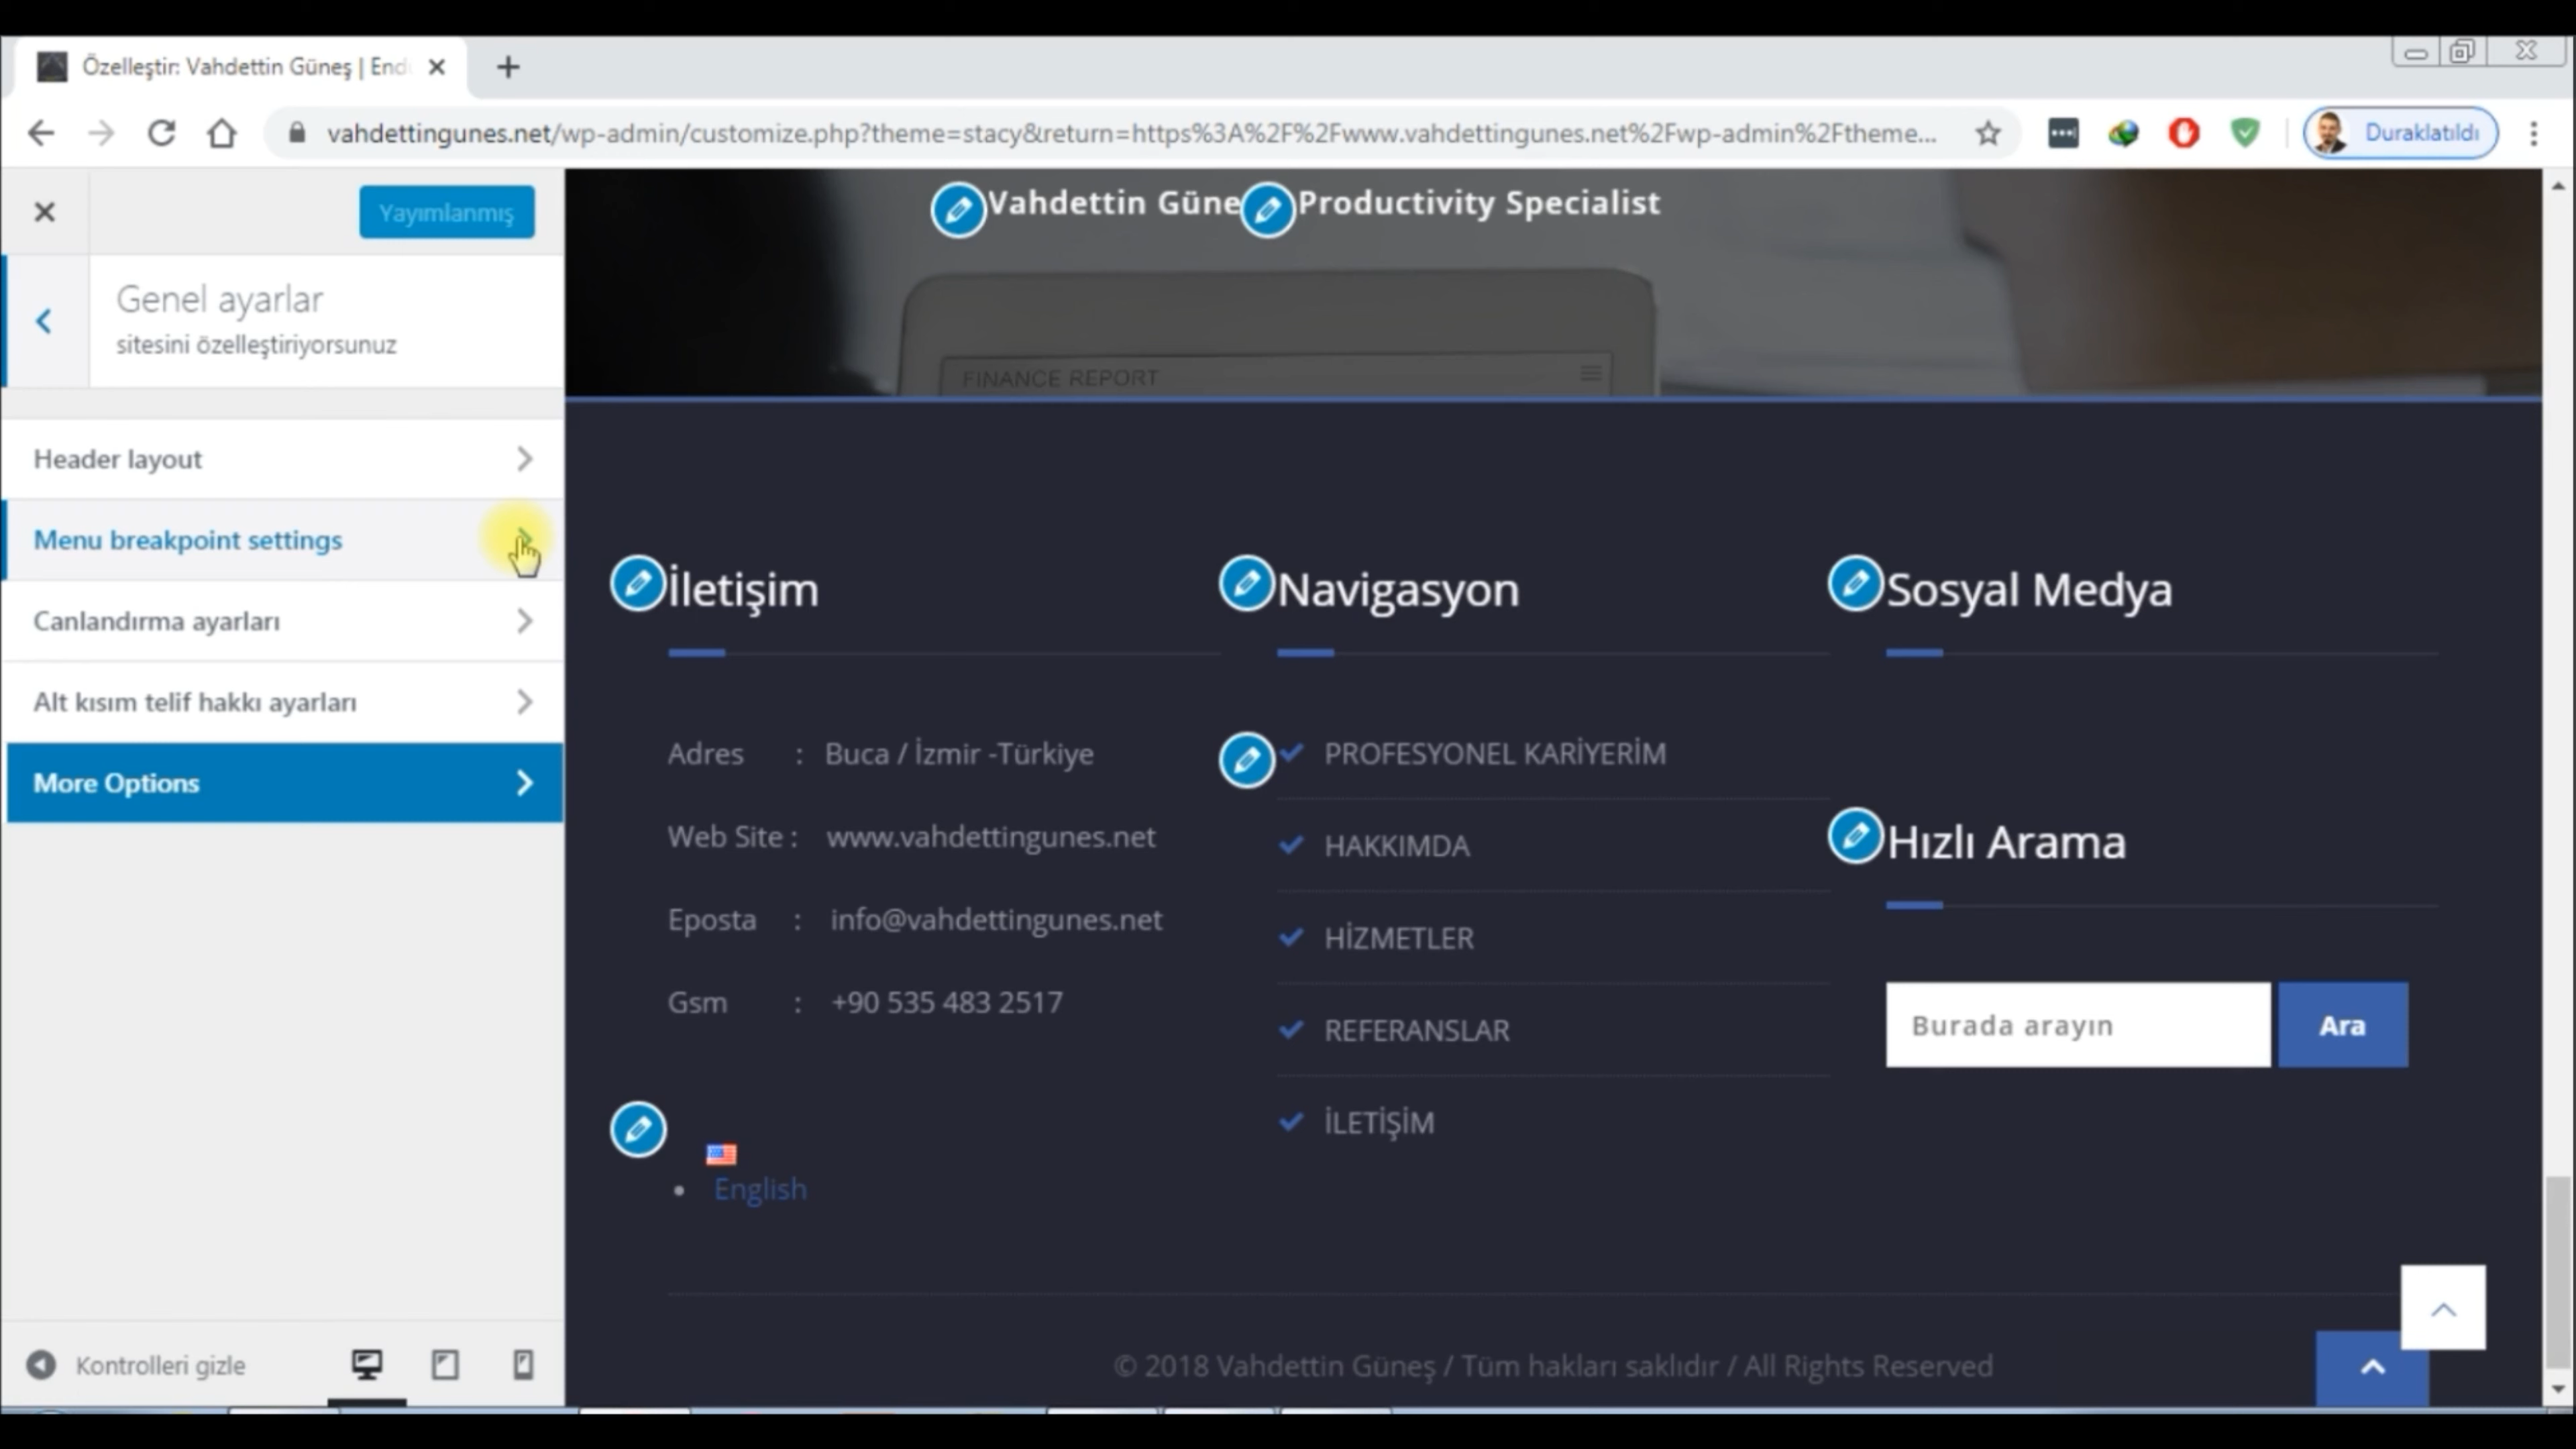 Özelleştir: Vahdettin Güneş | End
vahdettingunes.net/wp-admin/customize.php?theme=stacy&return=https%3A%2F%2Fwww.vahdettingunes.net%2Fwp-admin%2Ftheme...
Duraklatıldı
Yayımlanmış
Genel ayarlar
sitesini özelleştiriyorsunuz
Header layout
Menu breakpoint settings
Canlandırma ayarları
Alt kısım telif hakkı ayarları
More Options
Kontrolleri gizle
Vahdettin Güne
Productivity Specialist
FINANCE REPORT
İletişim
Adres : Buca / İzmir -Türkiye
Web Site : www.vahdettingunes.net
Eposta : info@vahdettingunes.net
Gsm : +90 535 483 2517
English
Navigasyon
PROFESYONEL KARİYERİM
HAKKIMDA
HİZMETLER
REFERANSLAR
İLETİŞİM
Sosyal Medya
Hızlı Arama
Burada arayın
Ara
© 2018 Vahdettin Güneş / Tüm hakları saklıdır / All Rights Reserved